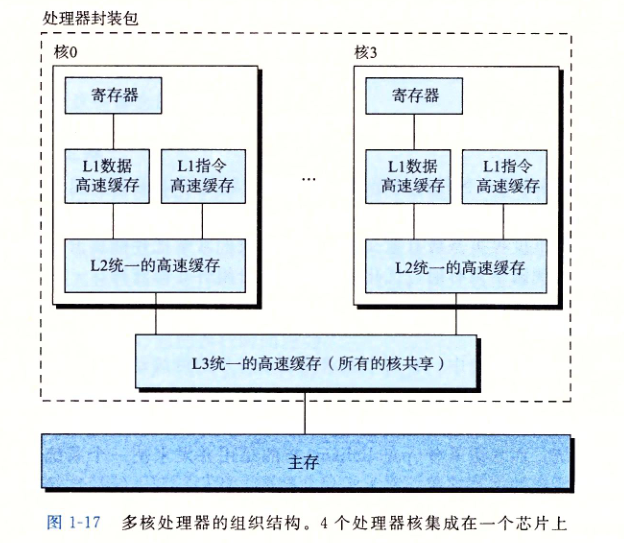 处理器封装包
核0
核3
寄存器
寄存器
L1数据
高速缓存
L1指令
高速缓存
...
L1数据
高速缓存
L1指令
高速缓存
L2统一的高速缓存
L2统一的高速缓存
L3统一的高速缓存（所有的核共享）
主存
图 1-17 多核处理器的组织结构。4 个处理器核集成在一个芯片上